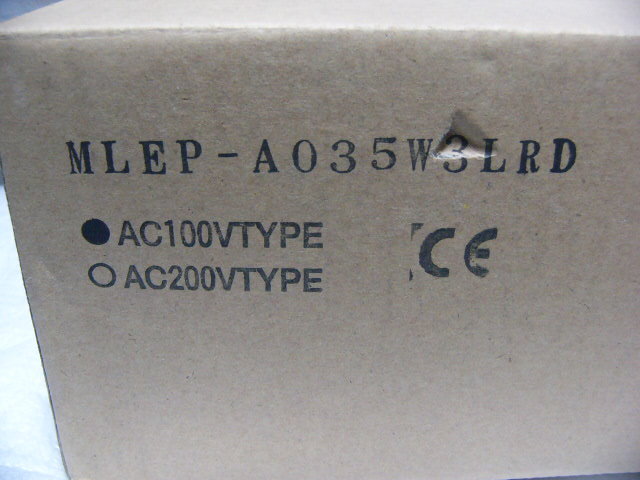 MLEP-A035W3LRD
● AC100VTYPE
○ AC200VTYPE
CE